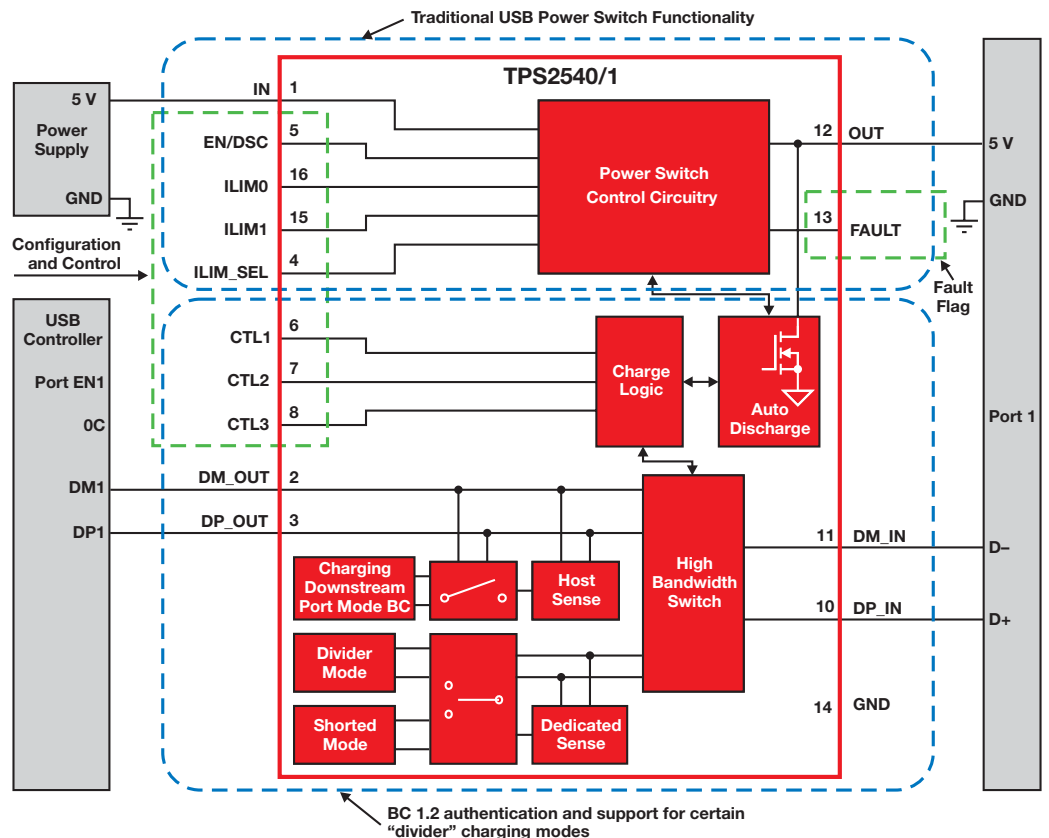 Traditional USB Power Switch Functionality
TPS2540/1
5 V
Power
Supply
GND
IN
1
EN/DSC
5
ILIM0
16
ILIM1
15
ILIM_SEL
4
Configuration
and Control
Power Switch
Control Circuitry
12
OUT
13
FAULT
5 V
GND
Fault
Flag
USB
Controller
Port EN1
0C
DM1
DP1
CTL1
6
CTL2
7
CTL3
8
Charge
Logic
Auto
Discharge
Port 1
DM_OUT
2
DP_OUT
3
Charging
Downstream
Port Mode BC
Host
Sense
High
Bandwidth
Switch
11
DM_IN
D–
10
DP_IN
D+
Divider
Mode
Shorted
Mode
Dedicated
Sense
14
GND
BC 1.2 authentication and support for certain
“divider” charging modes